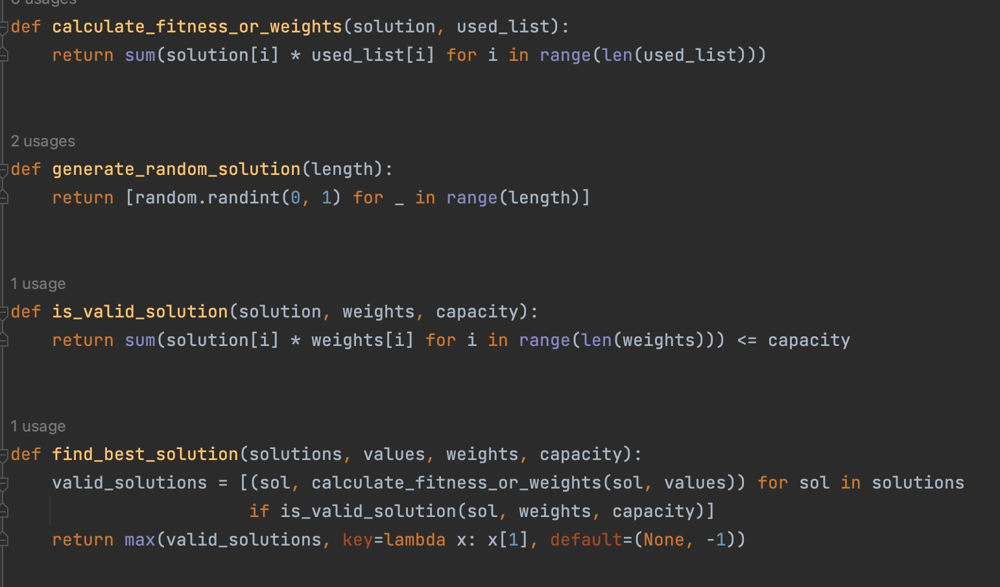 usages
def calculate_fitness_or_weights(solution, used_list):
    return sum(solution[i] * used_list[i] for i in range(len(used_list)))
2 usages
def generate_random_solution(length):
    return [random.randint(0, 1) for _ in range(length)]
1 usage
def is_valid_solution(solution, weights, capacity):
    return sum(solution[i] * weights[i] for i in range(len(weights))) <= capacity
1 usage
def find_best_solution(solutions, values, weights, capacity):
    valid_solutions = [(sol, calculate_fitness_or_weights(sol, values)) for sol in solutions
                       if is_valid_solution(sol, weights, capacity)]
    return max(valid_solutions, key=lambda x: x[1], default=(None, -1))